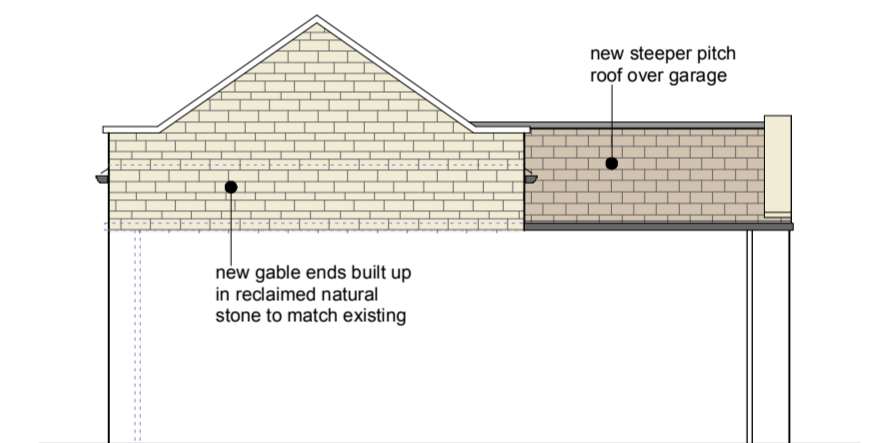 new steeper pitch
roof over garage
new gable ends built up
in reclaimed natural
stone to match existing